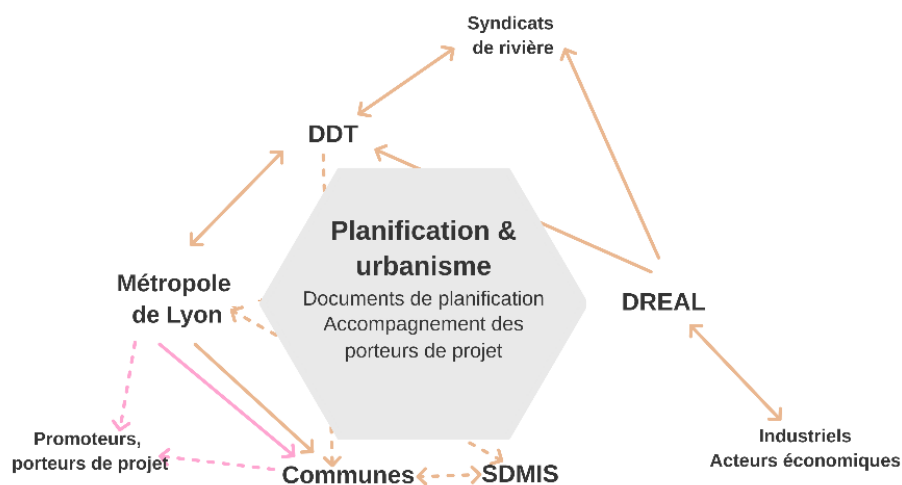 Syndicats
de rivière
DDT
Planification &
urbanisme
Documents de planification
Accompagnement des
porteurs de projet
Métropole
de Lyon
DREAL
Promoteurs,
porteurs de projet
Communes
SDMIS
Industriels
Acteurs économiques